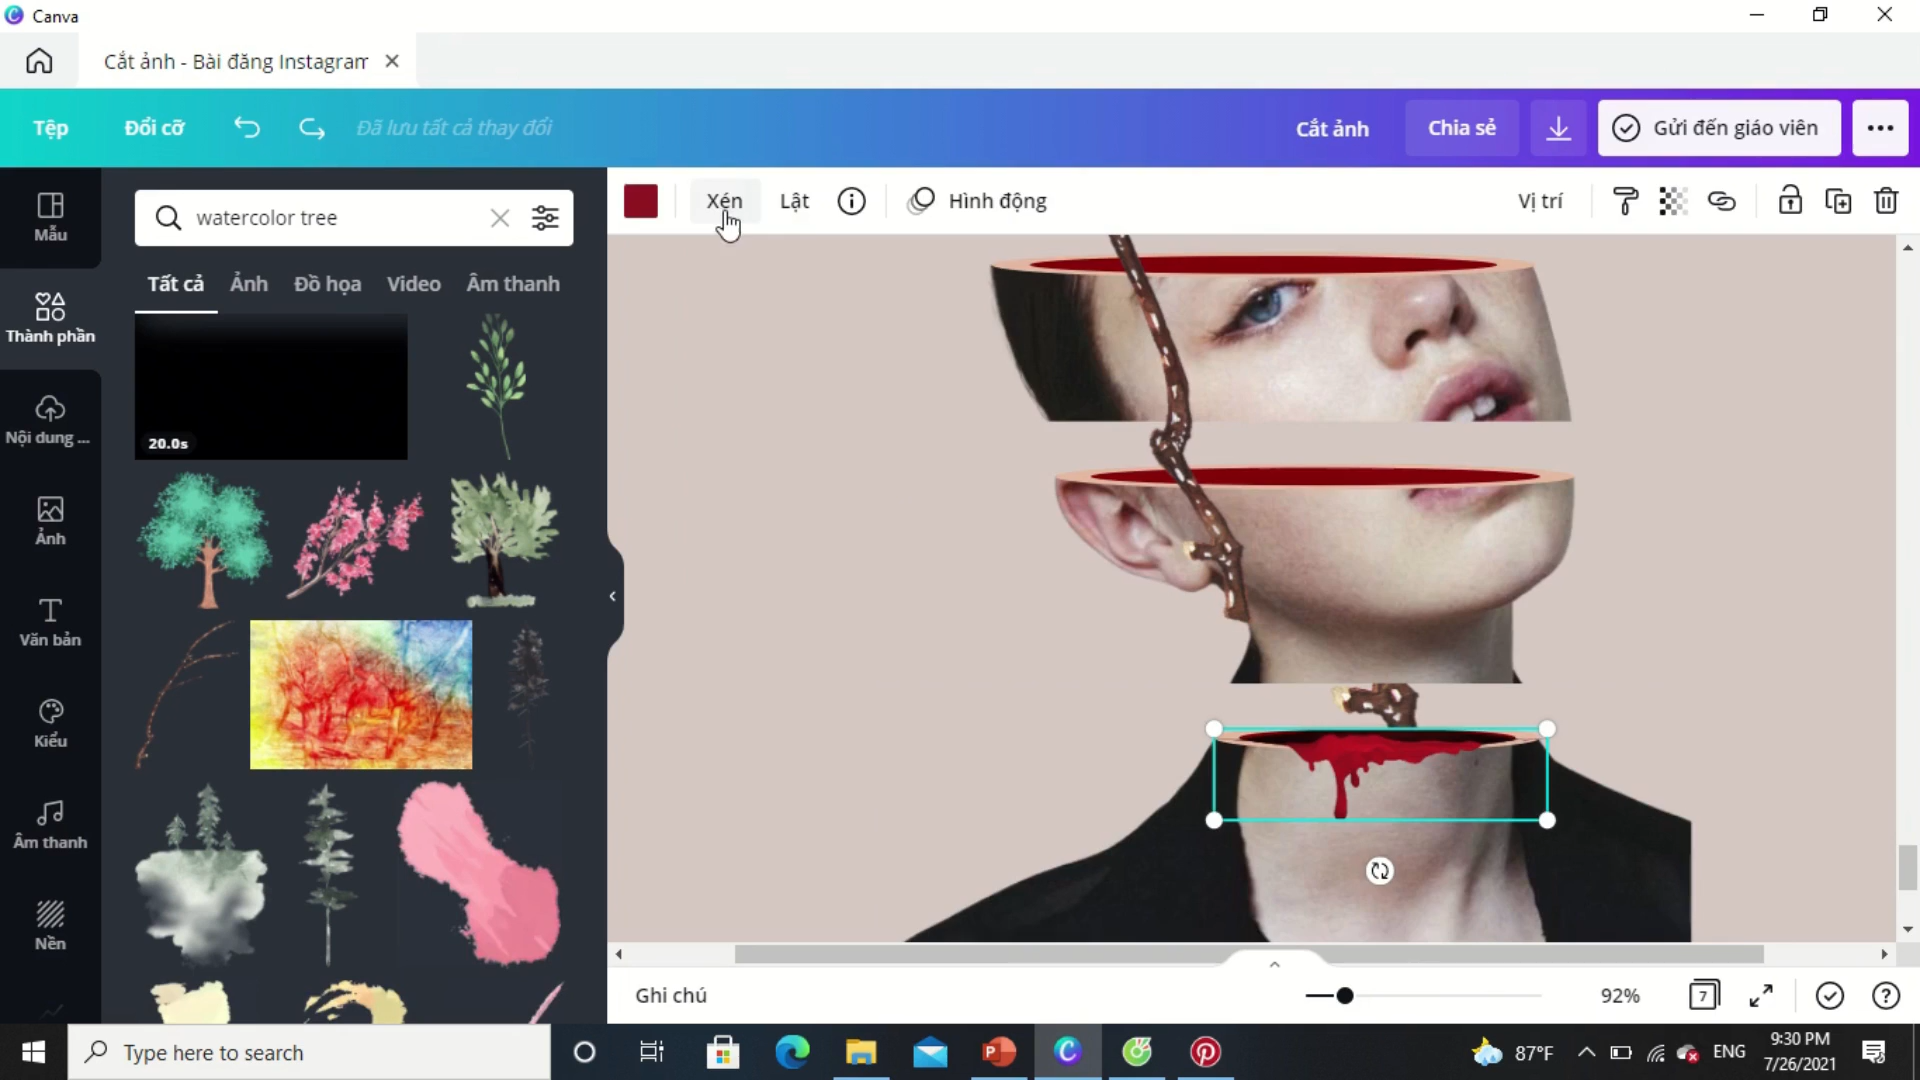 Canva
Cắt ảnh - Bài đăng Instagram
Tệp
Đổi cỡ
Đã lưu tất cả thay đổi
Cắt ảnh
Chia sẻ
Gửi đến giáo viên
Mẫu
Thành phần
Nội dung ...
Ảnh
Văn bản
Kiểu
Âm thanh
Nền
watercolor tree
Tất cả
Ảnh
Đồ họa
Video
Âm thanh
20.0s
Xén
Lật
Hình động
Vị trí
Ghi chú
92%
7
Type here to search
87°F
ENG
9:30 PM
7/26/2021